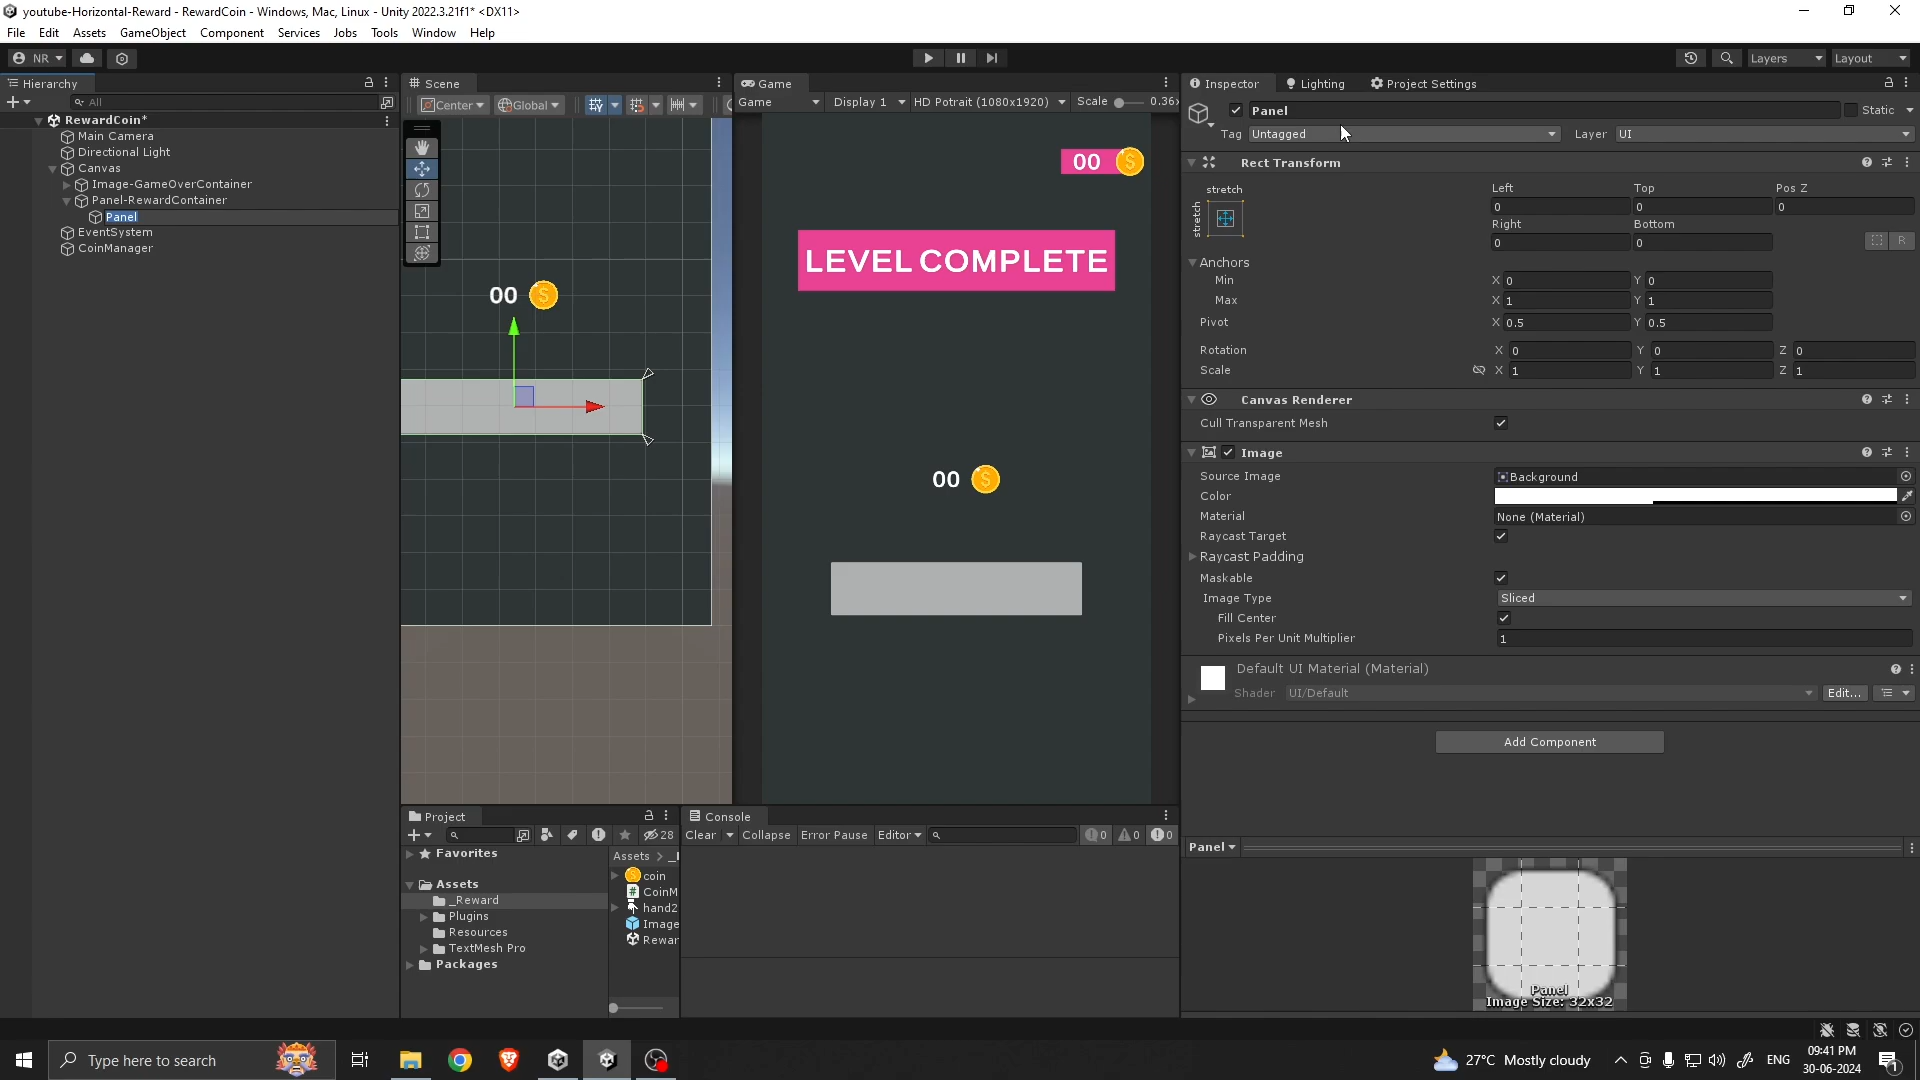 youtube-Horizontal-Reward - RewardCoin - Windows, Mac, Linux - Unity 2022.3.21f1* <DX11>
File Edit Assets GameObject Component Services Jobs Tools Window Help
NR Layers Layout
Hierarchy
All
RewardCoin*
Main Camera
Directional Light
Canvas
Image-GameOverContainer
Panel-RewardContainer
Panel
EventSystem
CoinManager
Scene
Center Global
00
Game
Game Display 1 HD Potrait (1080x1920) Scale 0.36x
00
LEVEL COMPLETE
00
Inspector Lighting Project Settings
Panel Static
Tag Untagged Layer UI
Rect Transform
stretch Left Top Pos Z
stretch 0 0 0
Right Bottom
0 0 R
Anchors
Min X 0 Y 0
Max X 1 Y 1
Pivot X 0.5 Y 0.5
Rotation X 0 Y 0 Z 0
Scale X 1 Y 1 Z 1
Canvas Renderer
Cull Transparent Mesh
Image
Source Image Background
Color
Material None (Material)
Raycast Target
Raycast Padding
Maskable
Image Type Sliced
Fill Center
Pixels Per Unit Multiplier 1
Default UI Material (Material)
Shader UI/Default Edit...
Add Component
Panel
Panel
Image Size: 32x32
Project
28
Favorites
Assets
_Reward
Plugins
Resources
TextMesh Pro
Packages
Assets >
coin
CoinM
hand2
Image
Rewar
Console
Clear Collapse Error Pause Editor 0 0 0
Type here to search
27°C Mostly cloudy ENG 09:41 PM
30-06-2024
1